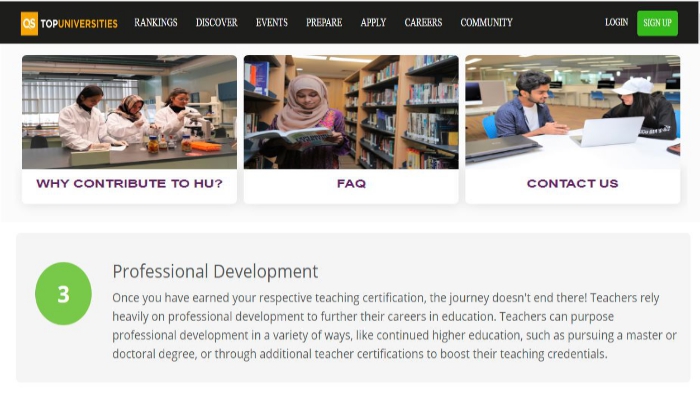 QS TOPUNIVERSITIES RANKINGS DISCOVER EVENTS PREPARE APPLY CAREERS COMMUNITY LOGIN SIGN UP
WHY CONTRIBUTE TO HU? FAQ CONTACT US
3
Professional Development
Once you have earned your respective teaching certification, the journey doesn't end there! Teachers rely
heavily on professional development to further their careers in education. Teachers can purpose
professional development in a variety of ways, like continued higher education, such as pursuing a master or
doctoral degree, or through additional teacher certifications to boost their teaching credentials.